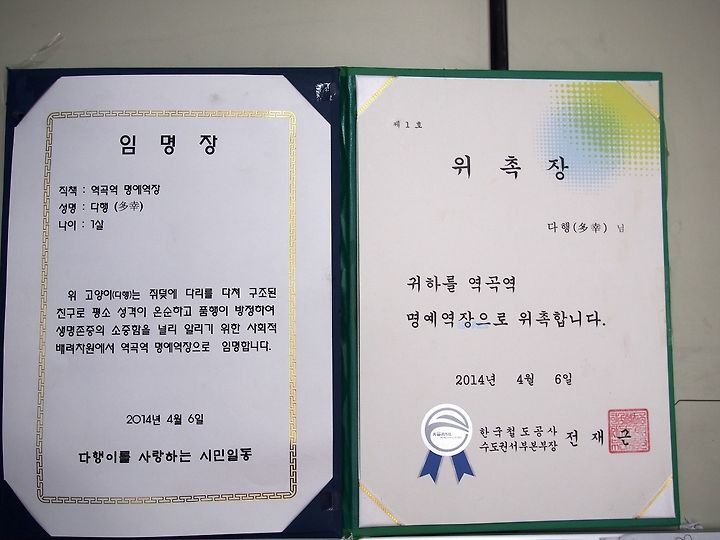 임명장
직책 : 역곡역 명예역장
성명 : 다행 (多幸)
나이 : 1살
위 고양이(다행)는 쥐덫에 다리를 다쳐 구조된
친구로 평소 성격이 온순하고 품행이 방정하여
생명존중의 소중함을 널리 알리기 위한 사회적
배려차원에서 역곡역 명예역장으로 임명합니다.
2014년 4월 6일
다행이를 사랑하는 시민일동
제 1 호
위촉장
다행(多幸) 님
귀하를 역곡역
명예역장으로 위촉합니다.
2014년 4월 6일
한국철도공사
수도권서부본부장 전재근